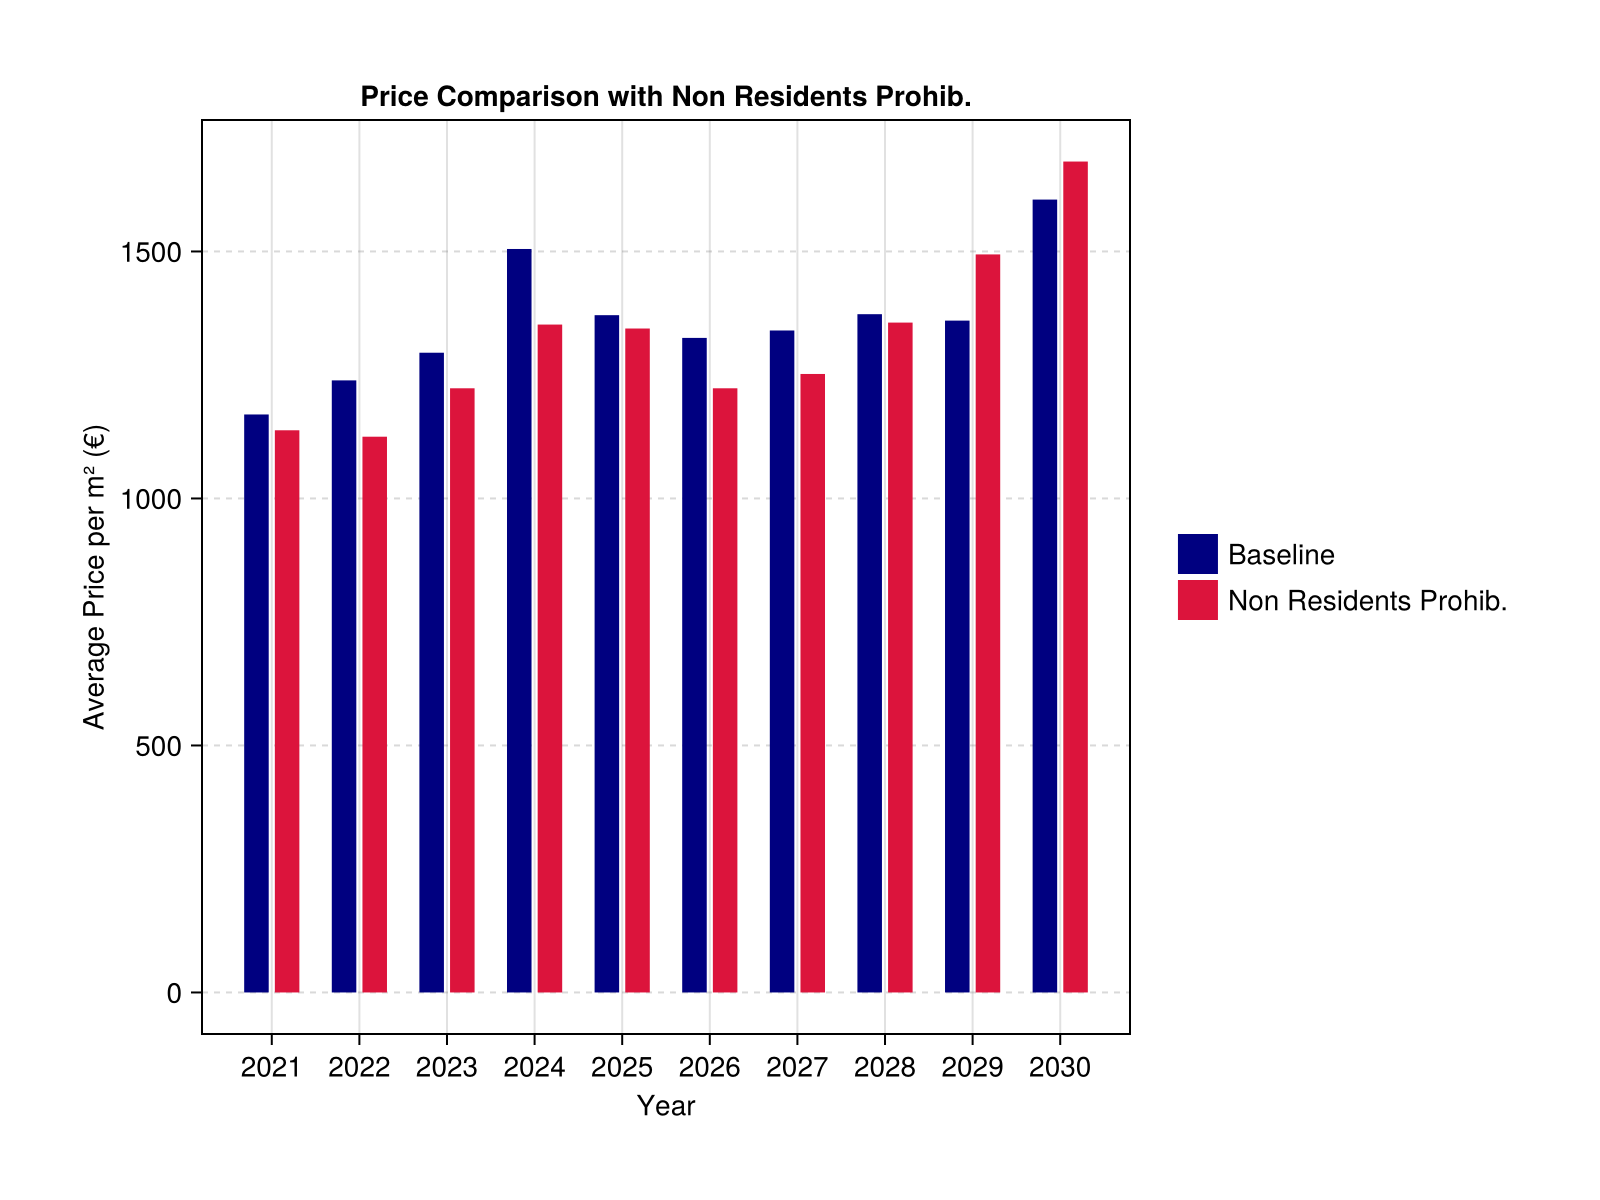 Price Comparison with Non Residents Prohib.
Average Price per m² (€)
1500
1000
500
0
2021 2022 2023 2024 2025 2026 2027 2028 2029 2030
Year
Baseline
Non Residents Prohib.